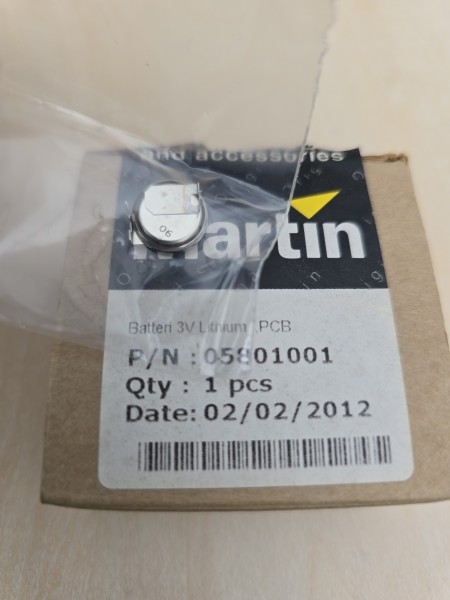 and accessories
martin
06
Batteri 3V Lithium f.PCB
P/N : 05801001
Qty : 1 pcs
Date: 02/02/2012